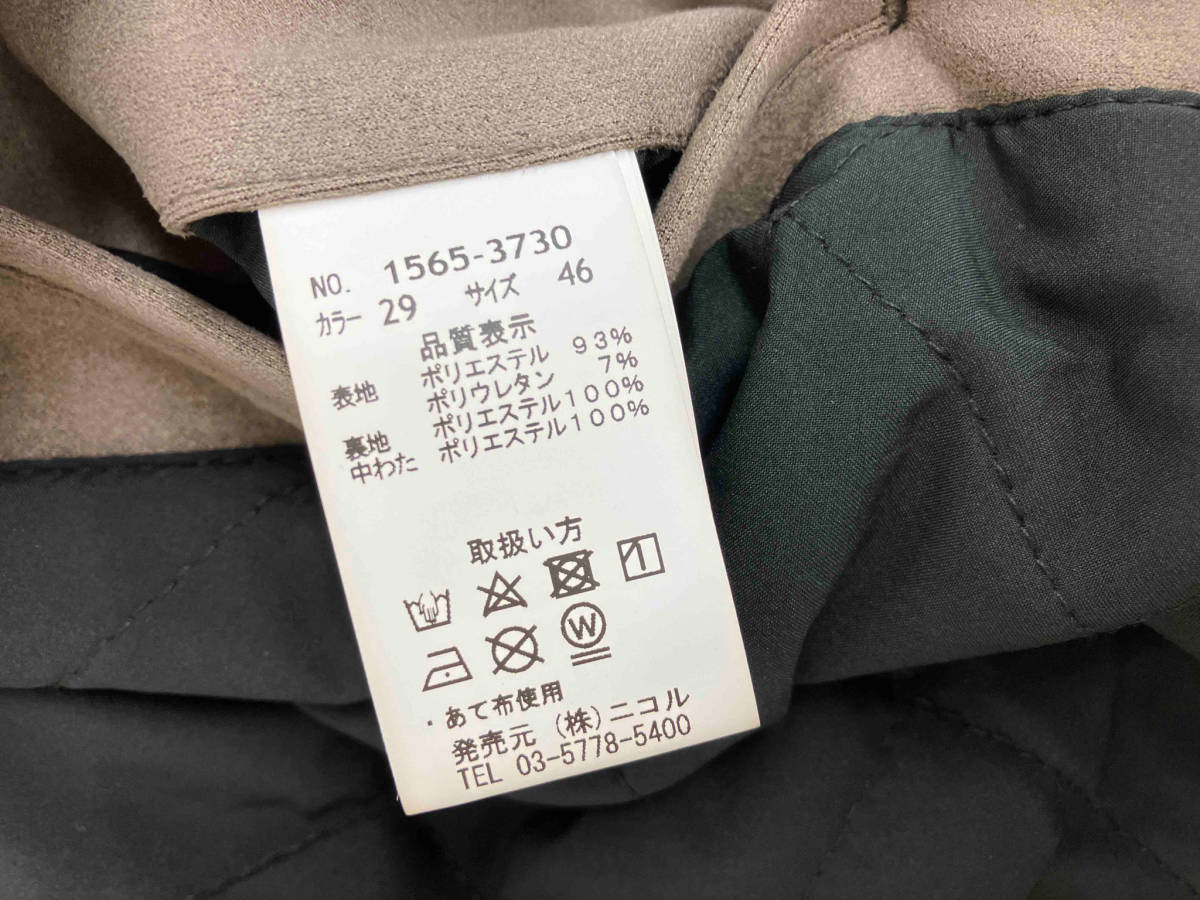 NO. 1565-3730
カラー 29 サイズ 46
品質表示
表地 ポリエステル 93%
ポリウレタン 7%
裏地 ポリエステル100%
中わた ポリエステル100%
取扱い方
W
・あて布使用
発売元 (株)ニコル
TEL 03-5778-5400